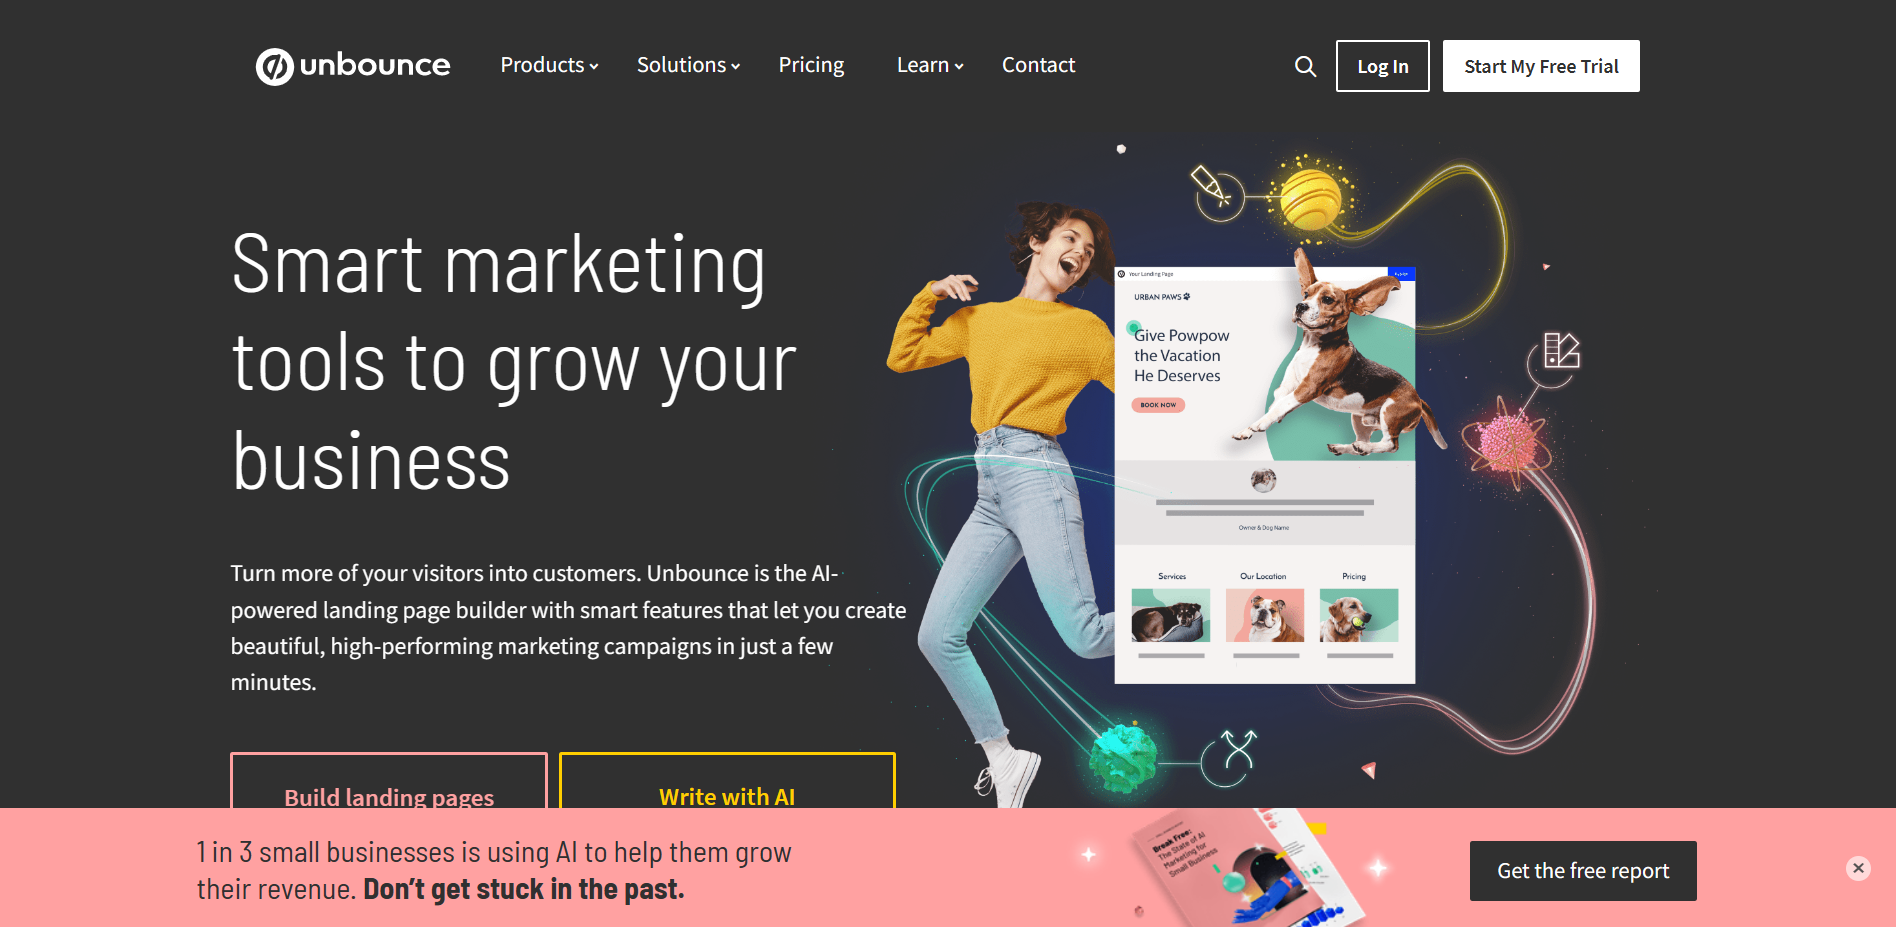 unbounce
Products
Solutions
Pricing
Learn
Contact
Log In
Start My Free Trial
Smart marketing
tools to grow your
business
Turn more of your visitors into customers. Unbounce is the AI-
powered landing page builder with smart features that let you create
beautiful, high-performing marketing campaigns in just a few
minutes.
Build landing pages
Write with AI
Your Landing Page
URBAN PAWS
Give Powpow
the Vacation
He Deserves
BOOK NOW
Owner & Dog Name
Services
Our Location
Pricing
1 in 3 small businesses is using AI to help them grow
their revenue. Don’t get stuck in the past.
Break Free:
The State of AI
Marketing for
Small Business
Get the free report